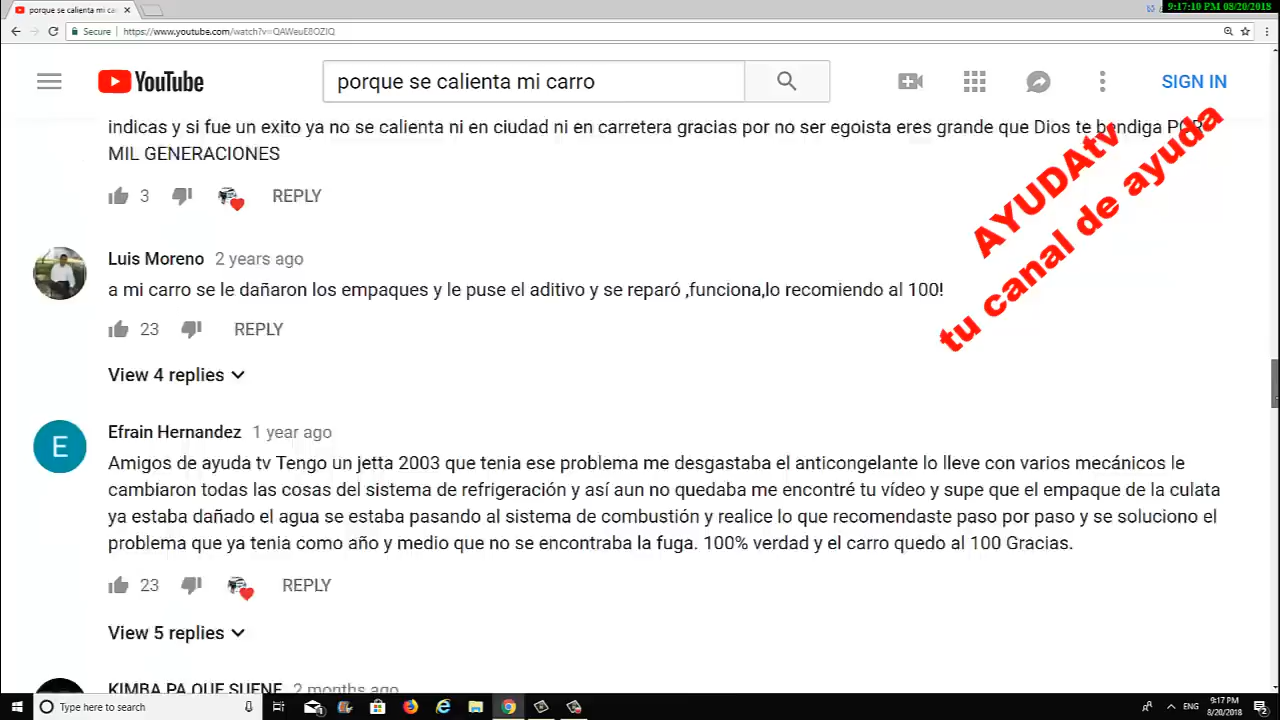 porque se calienta mi ca
9:17:10 PM 08/20/2018
Secure
https://www.youtube.com/watch?v=QAWeuE8OZIQ
YouTube
porque se calienta mi carro
SIGN IN
indicas y si fue un exito ya no se calienta ni en ciudad ni en carretera gracias por no ser egoista eres grande que Dios te bendiga POR
MIL GENERACIONES
3 REPLY
AYUDAtv
tu canal de ayuda
Luis Moreno 2 years ago
a mi carro se le dañaron los empaques y le puse el aditivo y se reparó ,funciona,lo recomiendo al 100!
23 REPLY
View 4 replies
E
Efrain Hernandez 1 year ago
Amigos de ayuda tv Tengo un jetta 2003 que tenia ese problema me desgastaba el anticongelante lo lleve con varios mecánicos le
cambiaron todas las cosas del sistema de refrigeración y así aun no quedaba me encontré tu vídeo y supe que el empaque de la culata
ya estaba dañado el agua se estaba pasando al sistema de combustión y realice lo que recomendaste paso por paso y se soluciono el
problema que ya tenia como año y medio que no se encontraba la fuga. 100% verdad y el carro quedo al 100 Gracias.
23 REPLY
View 5 replies
KIMBA PA QUE SUENE 2 months ago
Type here to search
ENG
9:17 PM
8/20/2018